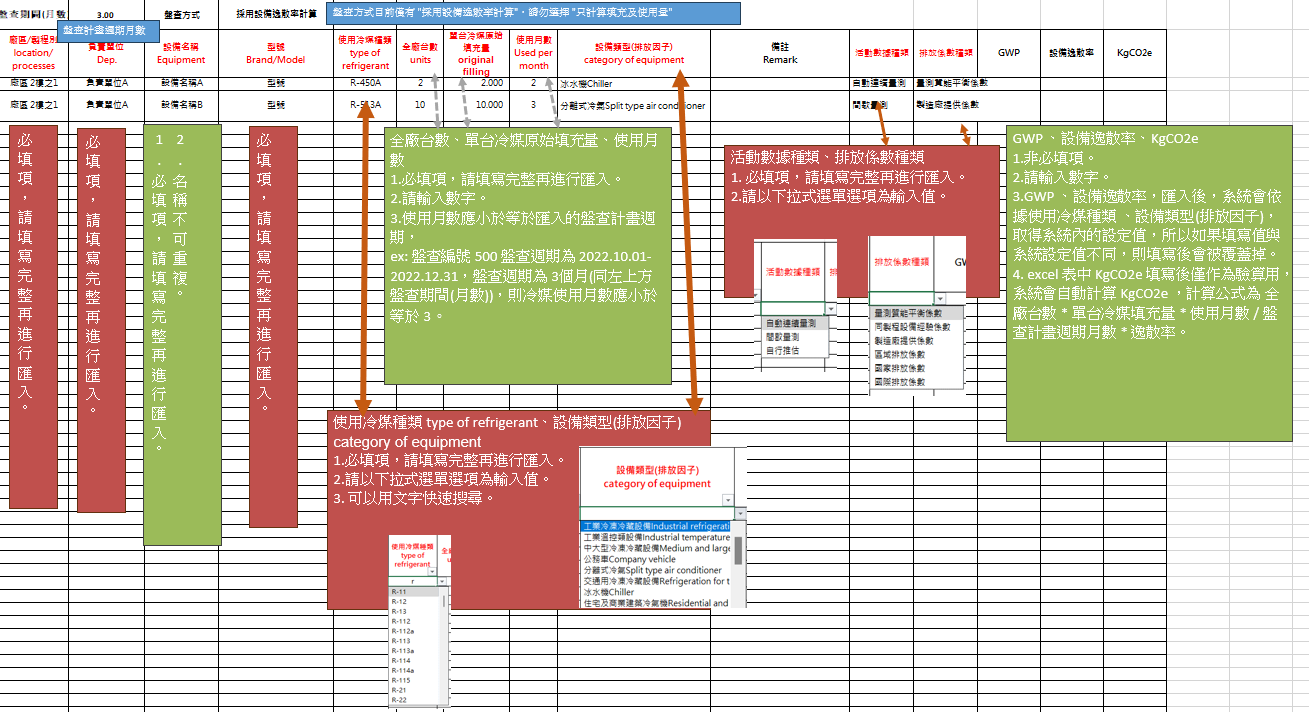 盤查期間(月數 3.00 盤查方式 採用設備逸散率計算
盤查方式目前僅有 "採用設備逸散率計算"，請勿選擇 "只計算填充及使用量"
盤查計畫週期月數
廠區/製程別
location/
processes
負責單位
Dep.
設備名稱
Equipment
型號
Brand/Model
使用冷煤種類
type of
refrigerant
全廠台數
units
單台冷煤原始
填充量
original
filling
使用月數
Used per
month
設備類型(排放因子)
category of equipment
備註
Remark
活動數據種類
排放係數種類
GWP
設備逸散率
KgCO2e
廠區 2樓之1 負責單位A 設備名稱A 型號 R-450A 2 2.000 2 冰水機Chiller 自動連續量測 量測質能平衡係數
廠區 2樓之1 負責單位A 設備名稱B 型號 R-513A 10 10.000 3 分離式冷氣Split type air conditioner 間歇量測 製造廠提供係數
必填項，請填寫完整再進行匯入。
必填項，請填寫完整再進行匯入。
1.必填項，請填寫完整再進行匯入。
2.名稱不可重複。
必填項，請填寫完整再進行匯入。
全廠台數、單台冷媒原始填充量、使用月
數
1.必填項，請填寫完整再進行匯入。
2.請輸入數字。
3.使用月數應小於等於匯入的盤查計畫週
期，
ex: 盤查編號 500 盤查週期為 2022.10.01-
2022.12.31，盤查週期為 3個月(同左上方
盤查期間(月數))，則冷媒使用月數應小於
等於 3。
活動數據種類、排放係數種類
1. 必填項，請填寫完整再進行匯入。
2.請以下拉式選單選項為輸入值。
活動數據種類
自動連續量測
間歇量測
自行推估
排放係數種類
量測質能平衡係數
同製程設備經驗係數
製造廠提供係數
區域排放係數
國家排放係數
國際排放係數
GWP 、設備逸散率、KgCO2e
1.非必填項。
2.請輸入數字。
3.GWP 、設備逸散率，匯入後，系統會依
據使用冷煤種類 、設備類型(排放因子)，
取得系統內的設定值，所以如果填寫值與
系統設定值不同，則填寫後會被覆蓋掉。
4. excel 表中 KgCO2e 填寫後僅作為驗算用，
系統會自動計算 KgCO2e ，計算公式為 全
廠台數 * 單台冷煤填充量 * 使用月數 / 盤
查計畫週期月數 * 逸散率。
使用冷煤種類 type of refrigerant、設備類型(排放因子)
category of equipment
1.必填項，請填寫完整再進行匯入。
2.請以下拉式選單選項為輸入值。
3. 可以用文字快速搜尋。
使用冷煤種類
type of
refrigerant
r
R-11
R-12
R-13
R-112
R-112a
R-113
R-113a
R-114
R-114a
R-115
R-21
R-22
設備類型(排放因子)
category of equipment
工業冷凍冷藏設備Industrial refrigerati
工業溫控類設備Industrial temperature
中大型冷凍冷藏設備Medium and large
公務車Company vehicle
分離式冷氣Split type air conditioner
交通用冷凍冷藏設備Refrigeration for t
冰水機Chiller
住宅及商業建築冷氣機Residential and